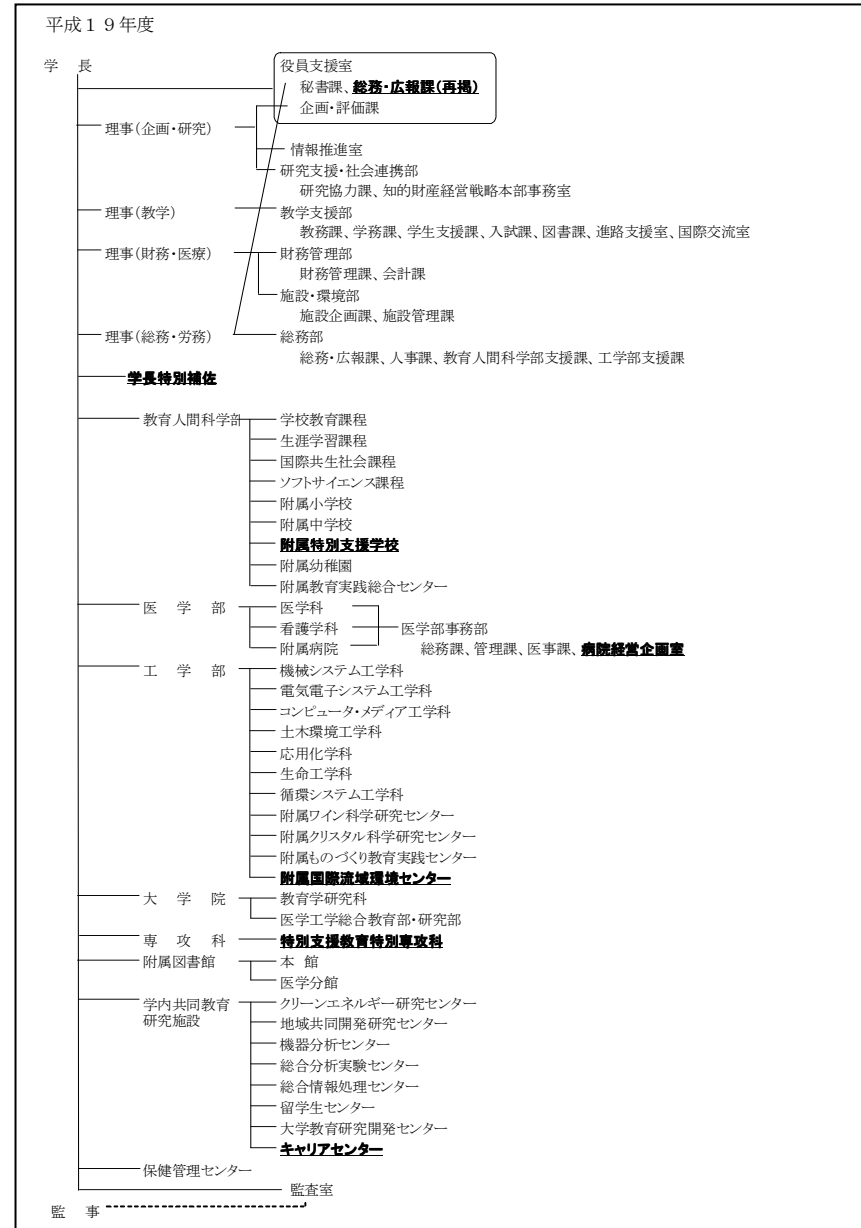 平成１９年度
学　長
役員支援室
秘書課、総務・広報課(再掲)
企画・評価課
理事(企画・研究)
情報推進室
研究支援・社会連携部
研究協力課、知的財産経営戦略本部事務室
理事(教学) 教学支援部
教務課、学務課、学生支援課、入試課、図書課、進路支援室、国際交流室
理事(財務・医療) 財務管理部
財務管理課、会計課
施設・環境部
施設企画課、施設管理課
理事(総務・労務) 総務部
総務・広報課、人事課、教育人間科学部支援課、工学部支援課
学長特別補佐
教育人間科学部 学校教育課程
生涯学習課程
国際共生社会課程
ソフトサイエンス課程
附属小学校
附属中学校
附属特別支援学校
附属幼稚園
附属教育実践総合センター
医　学　部 医学科
看護学科 医学部事務部
附属病院 総務課、管理課、医事課、病院経営企画室
工　学　部 機械システム工学科
電気電子システム工学科
コンピュータ・メディア工学科
土木環境工学科
応用化学科
生命工学科
循環システム工学科
附属ワイン科学研究センター
附属クリスタル科学研究センター
附属ものづくり教育実践センター
附属国際流域環境センター
大　学　院 教育学研究科
医学工学総合教育部・研究部
専　攻　科 特別支援教育特別専攻科
附属図書館 本 館
医学分館
学内共同教育 クリーンエネルギー研究センター
研究施設 地域共同開発研究センター
機器分析センター
総合分析実験センター
総合情報処理センター
留学生センター
大学教育研究開発センター
キャリアセンター
保健管理センター
監査室
監　事